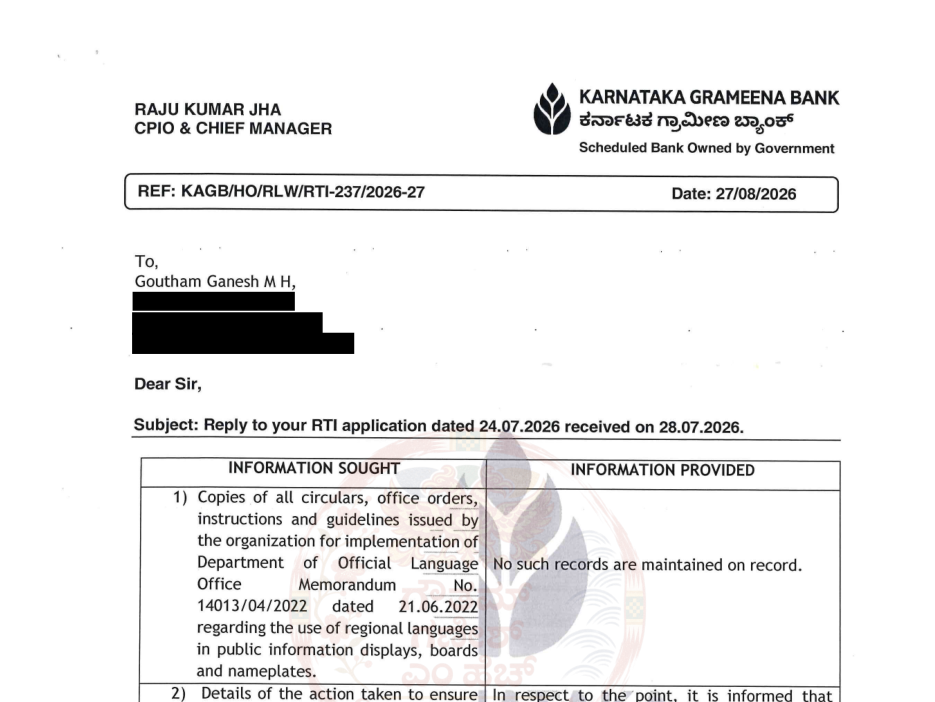 RAJU KUMAR JHA
CPIO & CHIEF MANAGER
KARNATAKA GRAMEENA BANK
ಕರ್ನಾಟಕ ಗ್ರಾಮೀಣ ಬ್ಯಾಂಕ್
Scheduled Bank Owned by Government
REF: KAGB/HO/RLW/RTI-237/2026-27 Date: 27/08/2026
To,
Goutham Ganesh M H,
Dear Sir,
Subject: Reply to your RTI application dated 24.07.2026 received on 28.07.2026.
INFORMATION SOUGHT INFORMATION PROVIDED
1) Copies of all circulars, office orders,
instructions and guidelines issued by
the organization for implementation of
Department of Official Language
Office Memorandum No.
14013/04/2022 dated 21.06.2022
regarding the use of regional languages
in public information displays, boards
and nameplates.
No such records are maintained on record.
2) Details of the action taken to ensure
In respect to the point, it is informed that
ಎಂ ಹೆಚ್